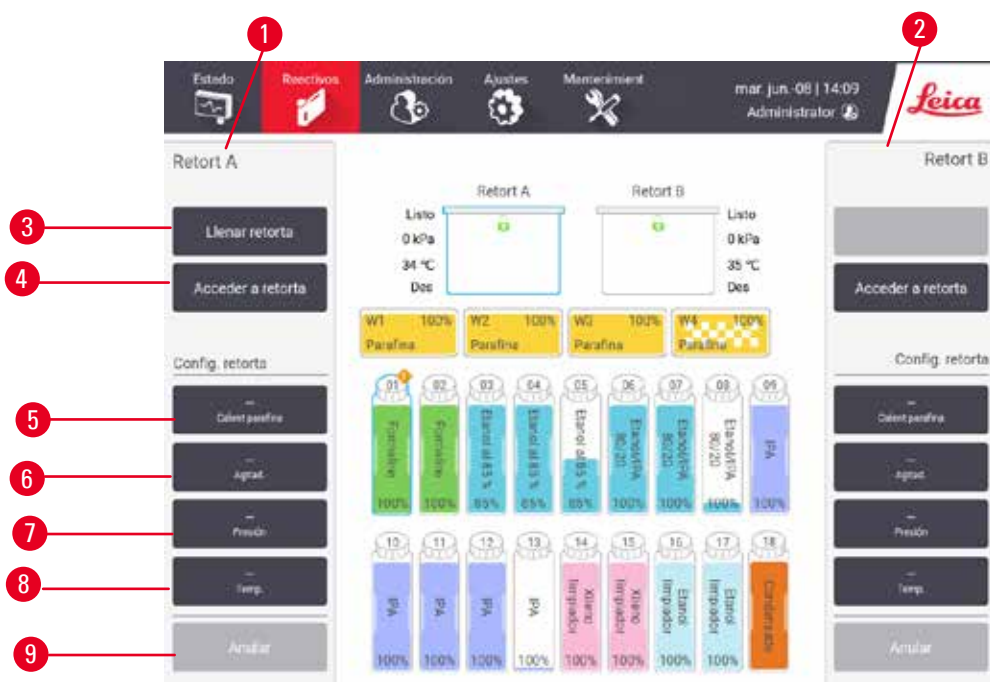 1
2
Estado
Reactivos
Administración
Ajustes
Mantenimient
mar. jun.-08 | 14:09
Administrator
Leica
Retort A
Retort B
Retort A
Retort B
3
Llenar retorta
Listo
Listo
0 kPa
0 kPa
34 °C
35 °C
4
Acceder a retorta
Des
Des
Acceder a retorta
W1 100%
W2 100%
W3 100%
W4 100%
Parafina
Parafina
Parafina
Parafina
Config. retorta
Config. retorta
01
02
03
04
05
06
07
08
09
5
--
Calent parafina
--
Calent parafina
Formalina
Formalina
Etanol al 85 %
Etanol al 85 %
Etanol al 85 %
Etanol/IPA 80/20
Etanol/IPA 80/20
Etanol/IPA 80/20
IPA
6
--
Agitad.
--
Agitad.
100%
100%
85%
85%
85%
100%
100%
100%
100%
7
--
Presión
--
Presión
10
11
12
13
14
15
16
17
18
8
--
Temp.
--
Temp.
IPA
IPA
IPA
IPA
Xileno limpiador
Xileno limpiador
Etanol limpiador
Etanol limpiador
Condensado
9
Anular
Anular
100%
100%
100%
100%
100%
100%
100%
100%